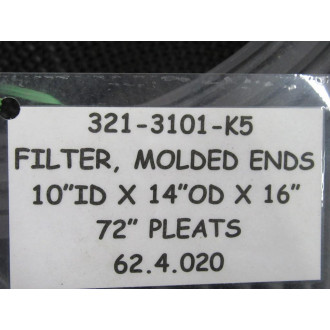 321-3101-K5
FILTER, MOLDED ENDS
10"ID X 14"OD X 16"
72" PLEATS
62.4.020